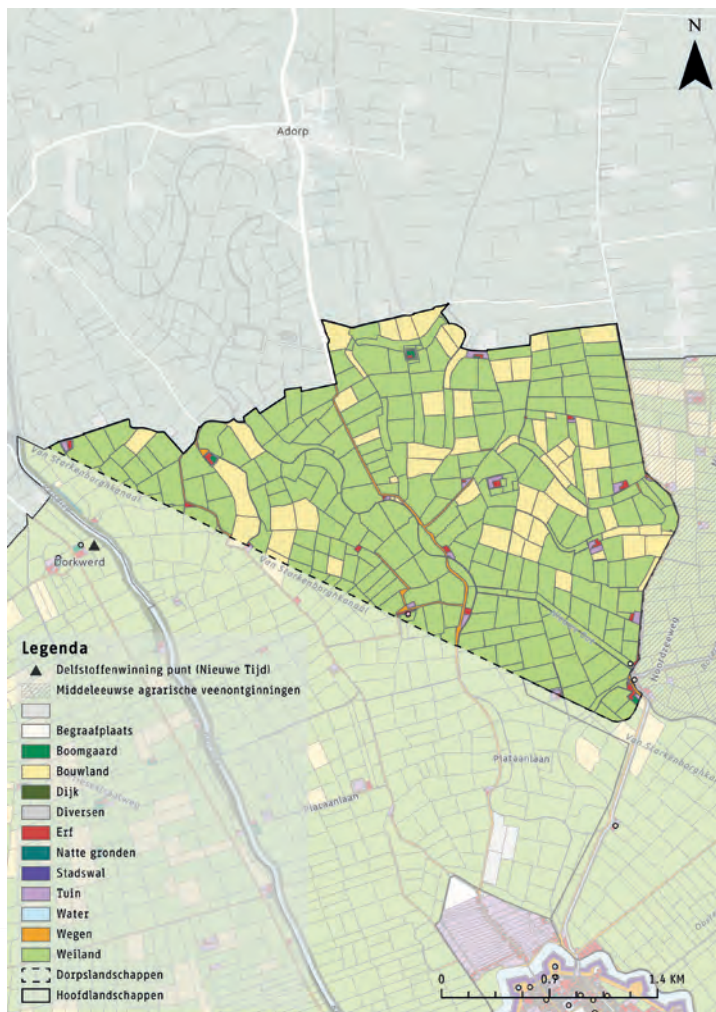 N
Adorp
Van Starkenborghkanaal
Dorkwerd
Van Starkenborghkanaal
Noordzeeweg
Legenda
Delfstoffenwinning punt (Nieuwe Tijd)
Middeleeuwse agrarische veenontginningen
Begraafplaats
Boomgaard
Bouwland
Dijk
Diversen
Erf
Natte gronden
Stadswal
Tuin
Water
Wegen
Weiland
Dorpslandschappen
Hoofdlandschappen
Van Starkenborghkanaal
Plataanlaan
Plataanlaan
0 0.9 1.4 KM